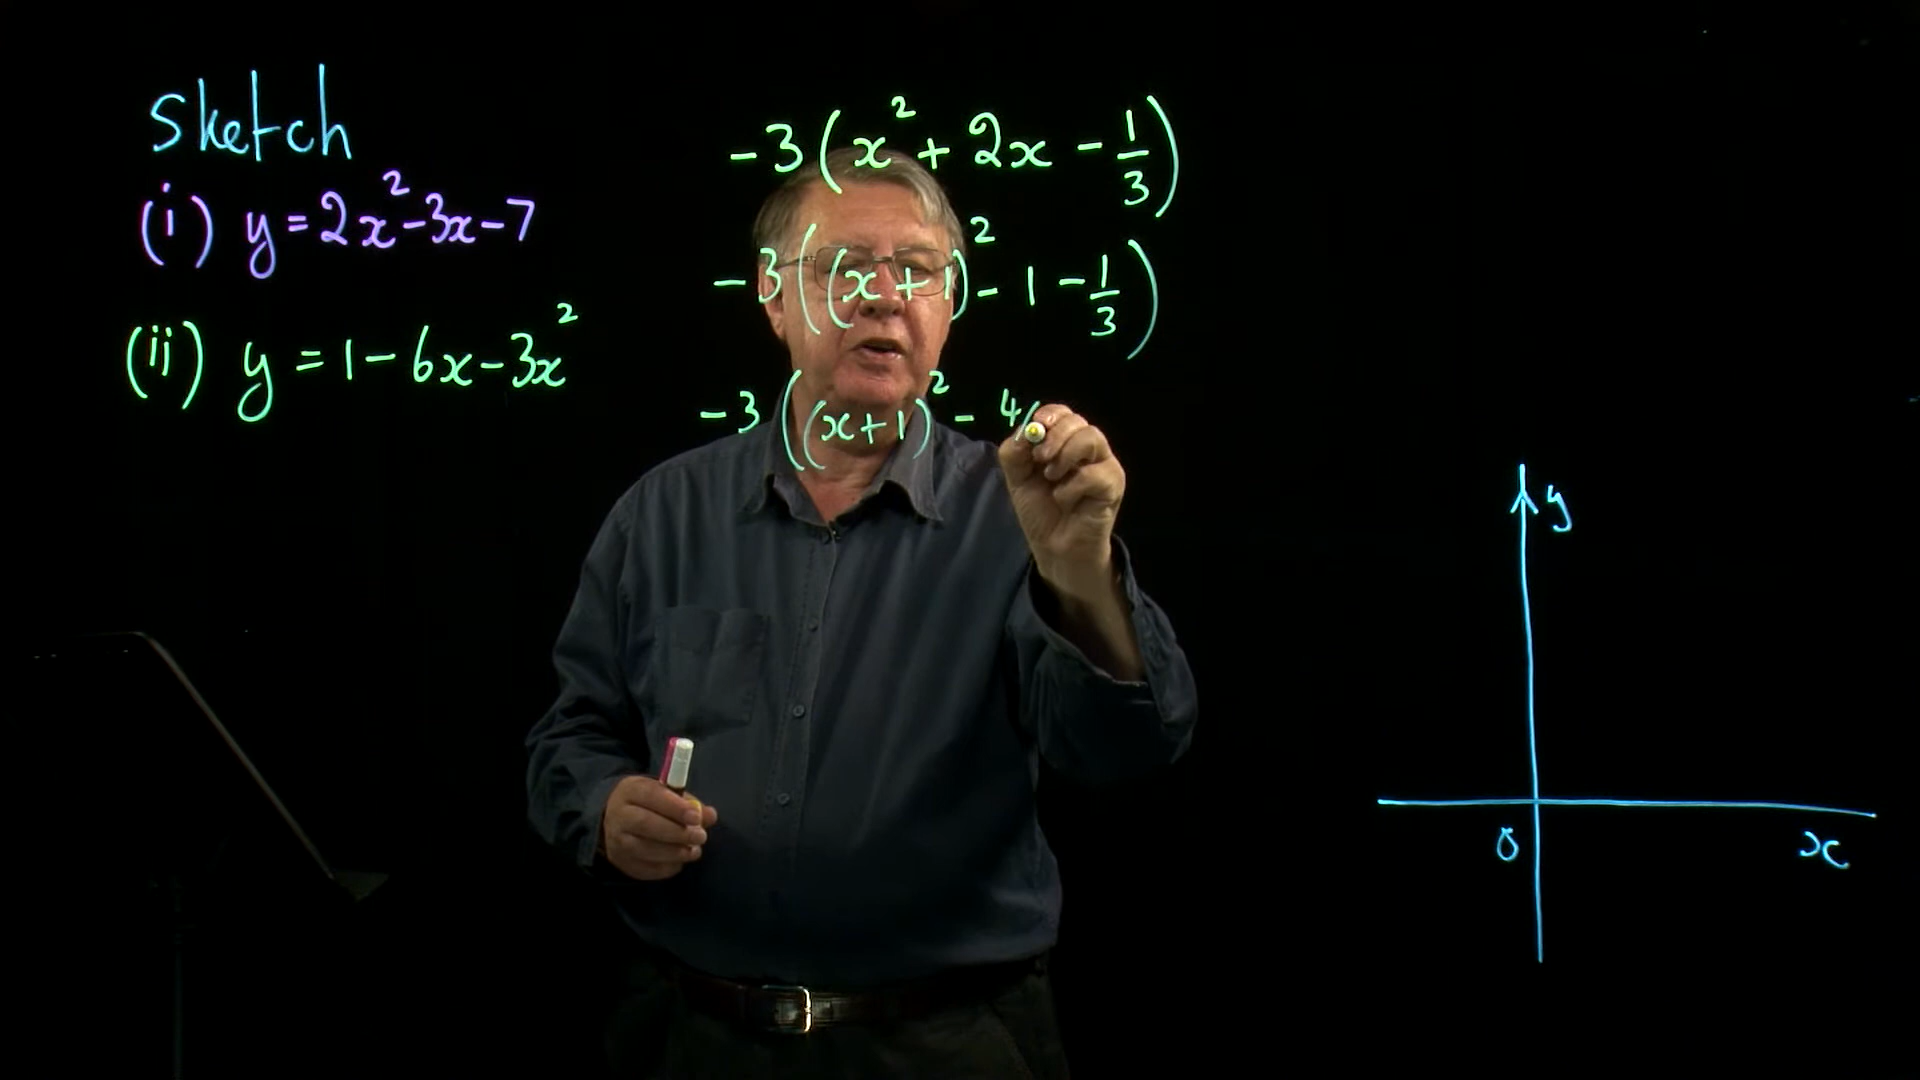 Sketch
(i) y = 2x² - 3x - 7
(ii) y = 1 - 6x - 3x²
-3(x² + 2x - 1/3)
-3((x+1)² - 1 - 1/3)
-3((x+1)² - 4/
y
0
x